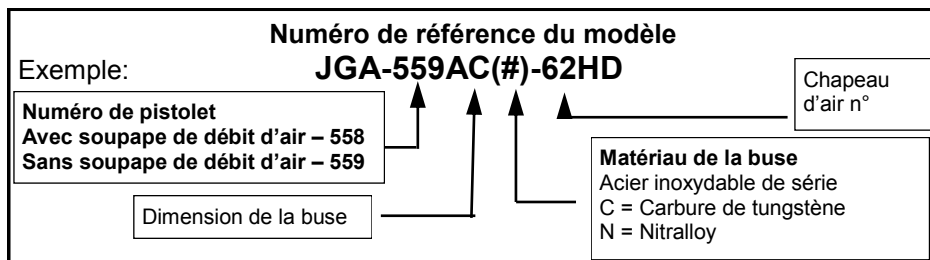 Numéro de référence du modèle
Exemple: JGA-559AC(#)-62HD
Chapeau
d'air n°
Numéro de pistolet
Avec soupape de débit d'air – 558
Sans soupape de débit d'air – 559
Matériau de la buse
Acier inoxydable de série
C = Carbure de tungstène
N = Nitralloy
Dimension de la buse